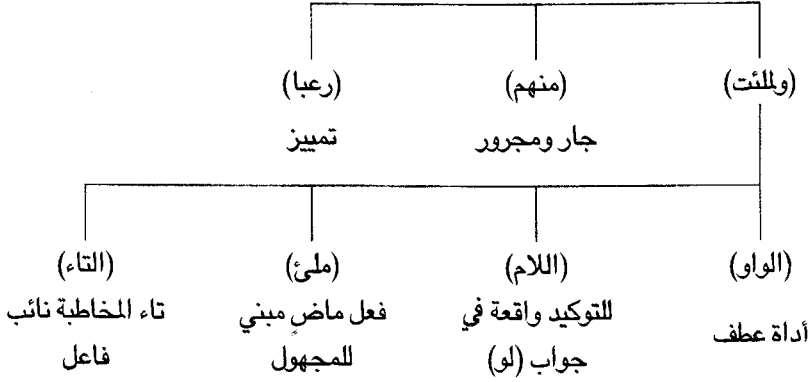 (ولملئت) (منهم) (رعبا)
جار ومجرور تمييز
(الواو) (اللام) (ملئ) (التاء)
للتوكيد واقعة في فعل ماضٍ مبني تاء المخاطبة نائب
أداة عطف جواب (لو) للمجهول فاعل